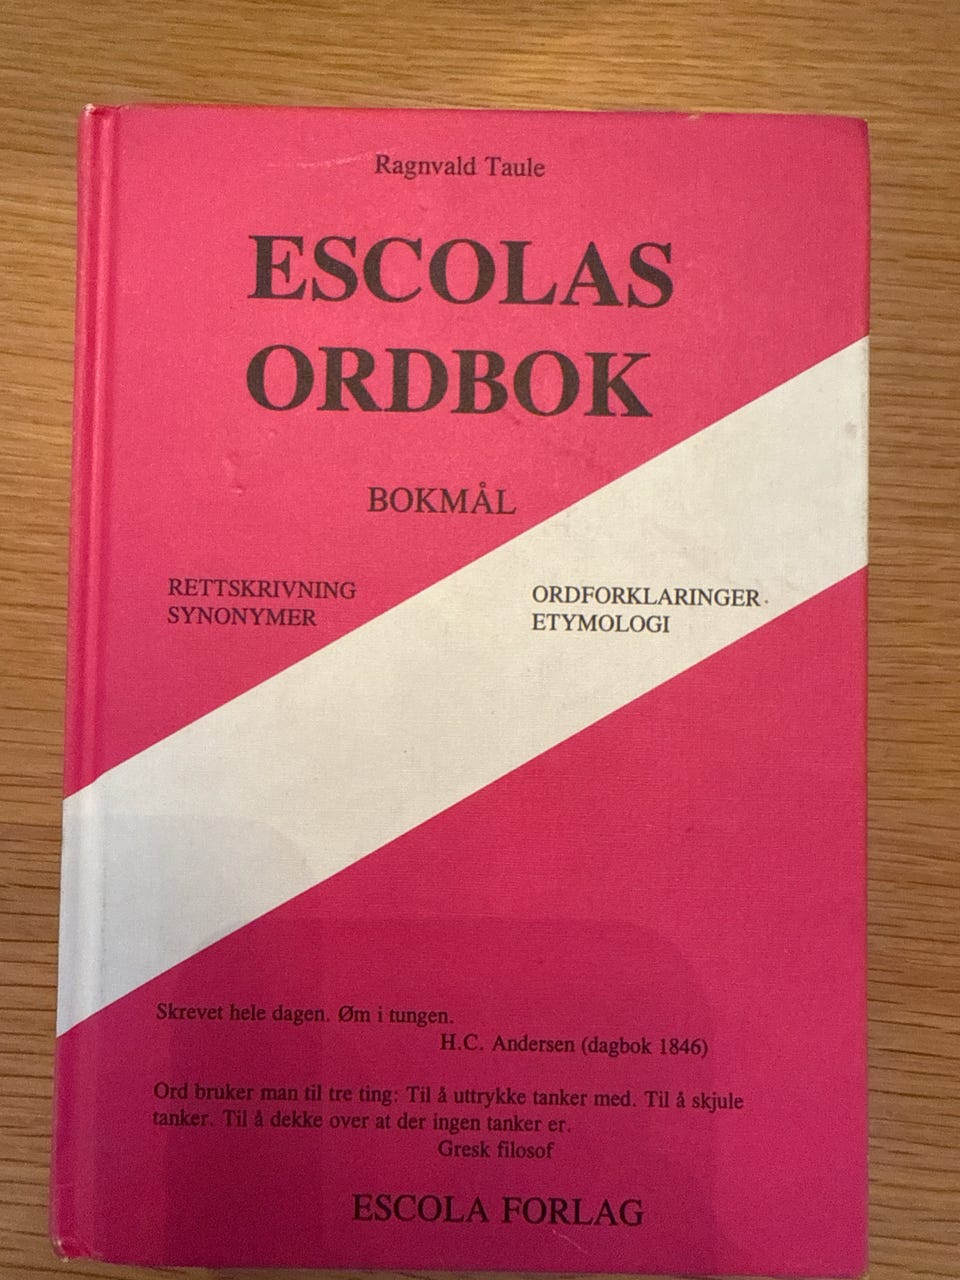 Ragnvald Taule
ESCOLAS
ORDBOK
BOKMÅL
RETTSKRIVNING
SYNONYMER
ORDFORKLARINGER
ETYMOLOGI
Skrevet hele dagen. Øm i tungen.
H.C. Andersen (dagbok 1846)
Ord bruker man til tre ting: Til å uttrykke tanker med. Til å skjule
tanker. Til å dekke over at der ingen tanker er.
Gresk filosof
ESCOLA FORLAG